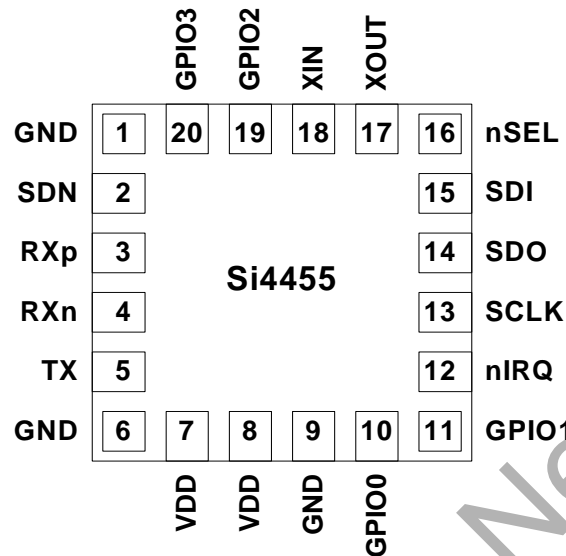 GPIO3 GPIO2 XIN XOUT
GND 1 20 19 18 17 16 nSEL
SDN 2 15 SDI
RXp 3 14 SDO
Si4455
RXn 4 13 SCLK
TX 5 12 nIRQ
GND 6 7 8 9 10 11 GPIO1
VDD VDD GND GPIO0
Ne